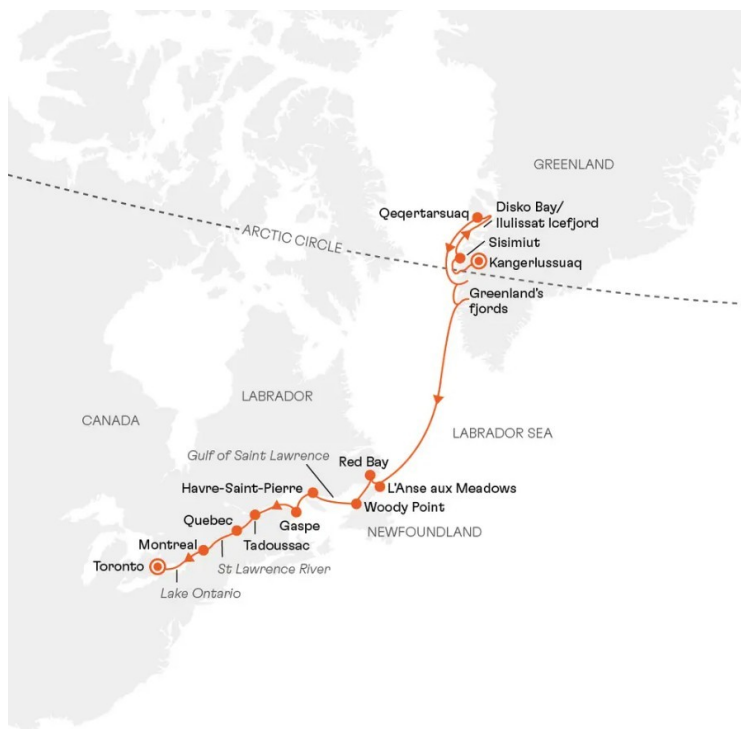 GREENLAND
Qeqertarsuaq
Disko Bay/
Ilulissat Icefjord
ARCTIC CIRCLE
Sisimiut
Kangerlussuaq
Greenland's
fjords
LABRADOR
CANADA
LABRADOR SEA
Gulf of Saint Lawrence
Red Bay
Havre-Saint-Pierre
L'Anse aux Meadows
Woody Point
Quebec
Gaspe
NEWFOUNDLAND
Montreal
Tadoussac
Toronto
St Lawrence River
Lake Ontario